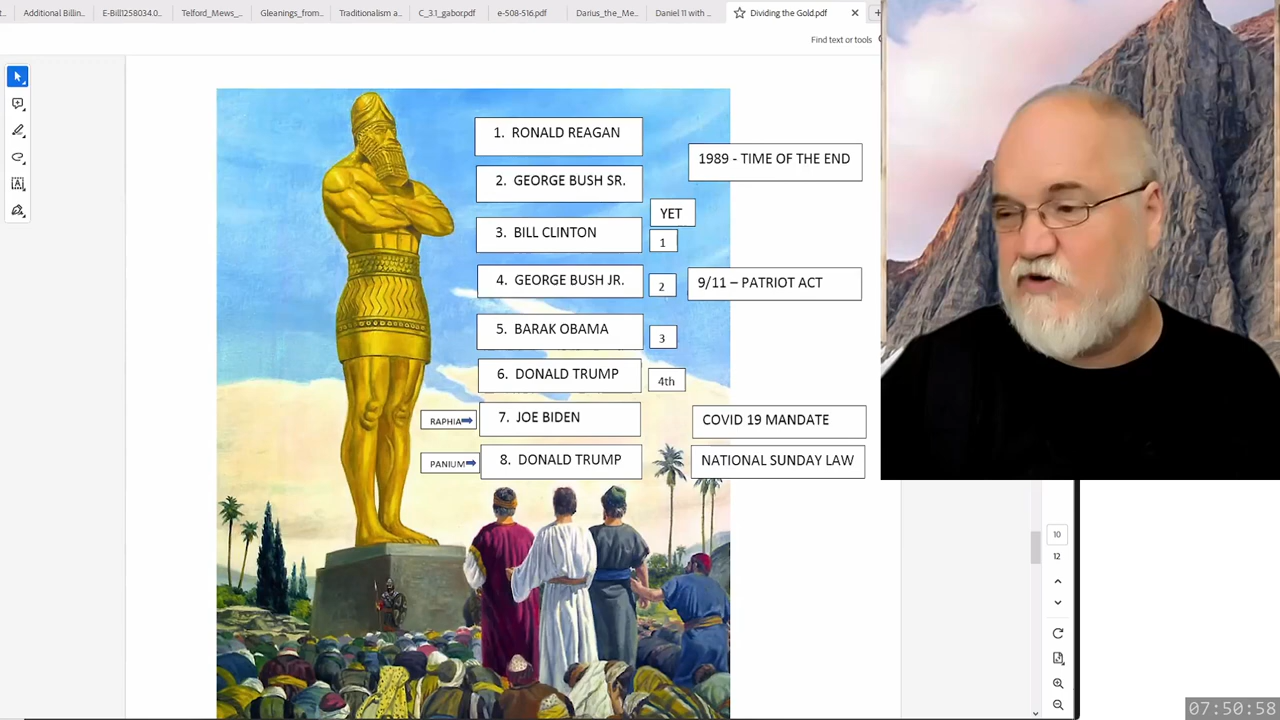 Additional Billin...
E-Bill1258034.0...
Telford_Mews_...
Gleanings_from...
Traditionalism a...
C_3.1_gabor.pdf
e-508-516.pdf
Darius_the_Me...
Daniel 11 with ...
Dividing the Gold.pdf
Find text or tools
1. RONALD REAGAN
1989 - TIME OF THE END
2. GEORGE BUSH SR.
YET
3. BILL CLINTON
1
4. GEORGE BUSH JR.
2
9/11 – PATRIOT ACT
5. BARAK OBAMA
3
6. DONALD TRUMP
4th
RAPHIA
7. JOE BIDEN
COVID 19 MANDATE
PANIUM
8. DONALD TRUMP
NATIONAL SUNDAY LAW
10
12
07:50:58